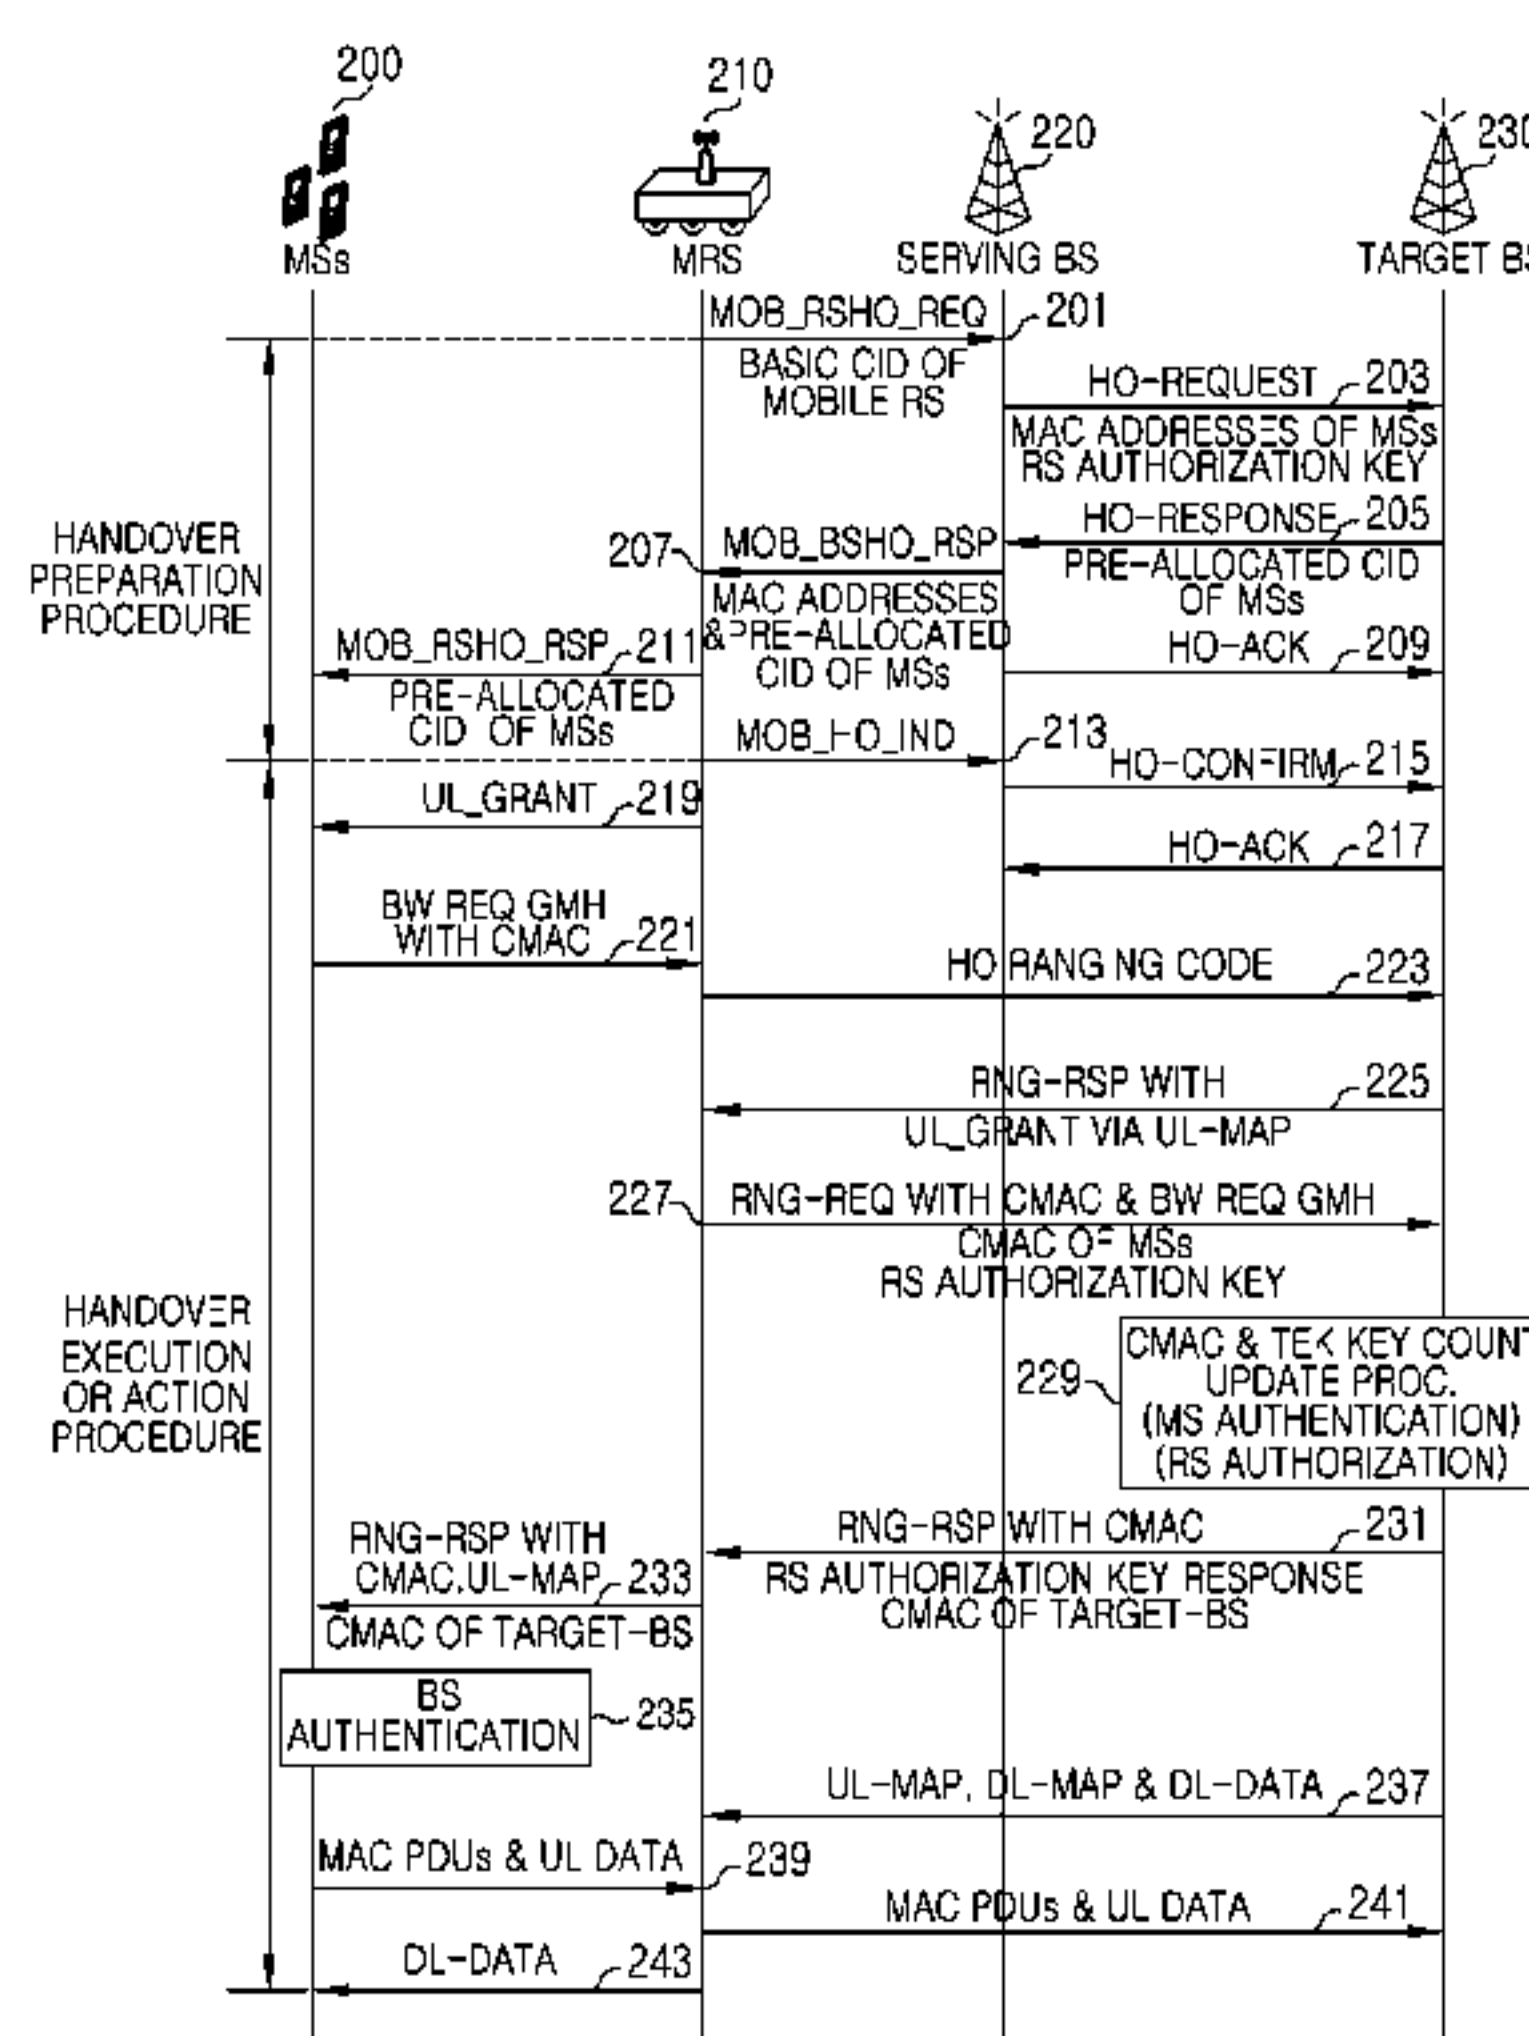 200
210
220
230
MSs
MRS
SERVING BS
TARGET BS
MOB_RSHO_REQ
201
BASIC CID OF
MOBILE RS
HO-REQUEST
203
MAC ADDRESSES OF MSs
RS AUTHORIZATION KEY
HO-RESPONSE
205
PRE-ALLOCATED CID
OF MSs
HANDOVER
PREPARATION
PROCEDURE
207
MOB_BSHO_RSP
MAC ADDRESSES
&PRE-ALLOCATED
CID OF MSs
MOB_RSHO_RSP
211
PRE-ALLOCATED
CID OF MSs
HO-ACK
209
MOB_HO_IND
213
HO-CONFIRM
215
UL_GRANT
219
HO-ACK
217
BW REQ GMH
WITH CMAC
221
HO RANGING CODE
223
RNG-RSP WITH
225
UL_GRANT VIA UL-MAP
227
RNG-REQ WITH CMAC & BW REQ GMH
CMAC OF MSs
RS AUTHORIZATION KEY
HANDOVER
EXECUTION
OR ACTION
PROCEDURE
229
CMAC & TEK KEY COUNT
UPDATE PROC.
(MS AUTHENTICATION)
(RS AUTHORIZATION)
RNG-RSP WITH CMAC
231
RS AUTHORIZATION KEY RESPONSE
CMAC OF TARGET-BS
RNG-RSP WITH
CMAC.UL-MAP
233
CMAC OF TARGET-BS
BS
AUTHENTICATION
235
UL-MAP, DL-MAP & DL-DATA
237
MAC PDUs & UL DATA
239
MAC PDUs & UL DATA
241
DL-DATA
243